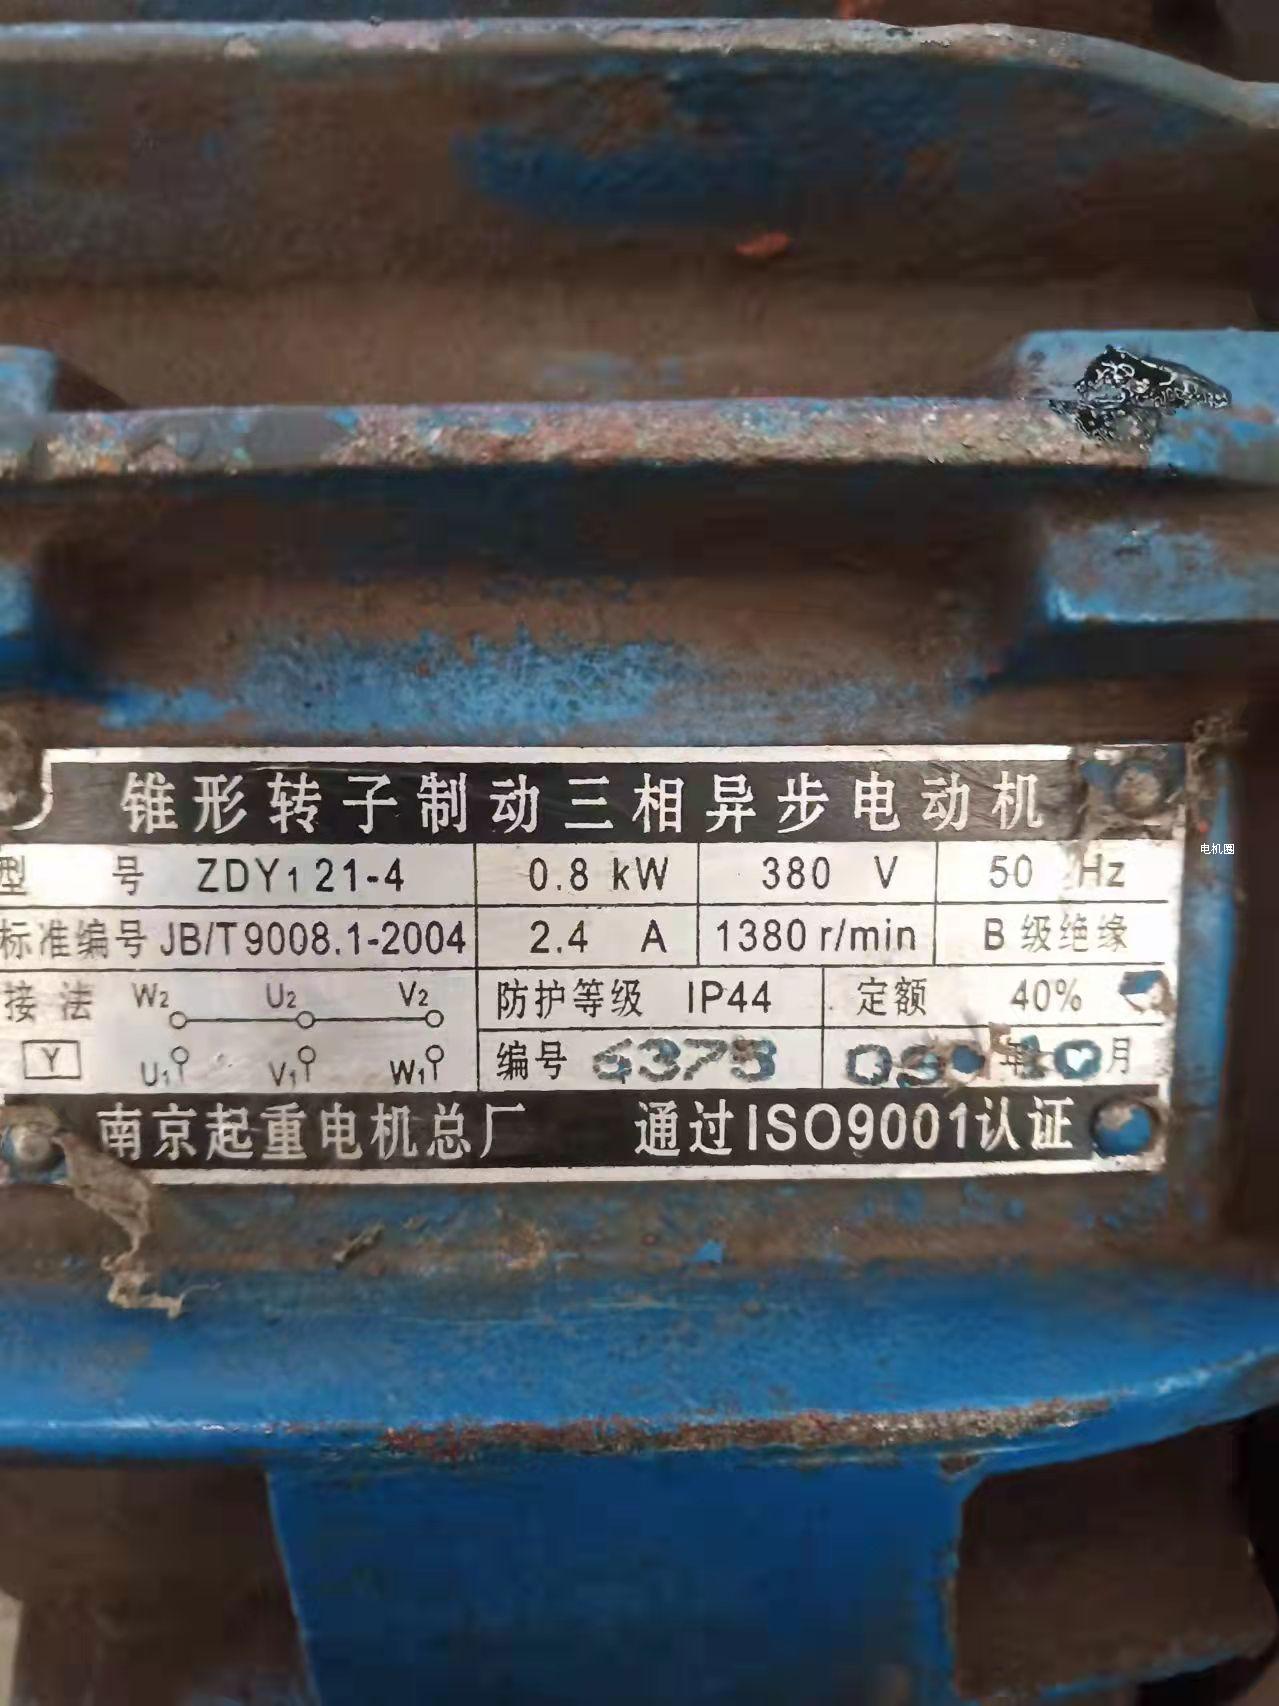 锥形转子制动三相异步电动机
型 号 ZDY₁ 21-4 0.8 kW 380 V 50 Hz
标准编号 JB/T 9008.1-2004 2.4 A 1380 r/min B 级绝缘
接 法 W₂ U₂ V₂ 防护等级 IP44 定额 40%
Y U₁ V₁ W₁ 编号 年 10 月
南京起重电机总厂 通过ISO9001认证
电机圈